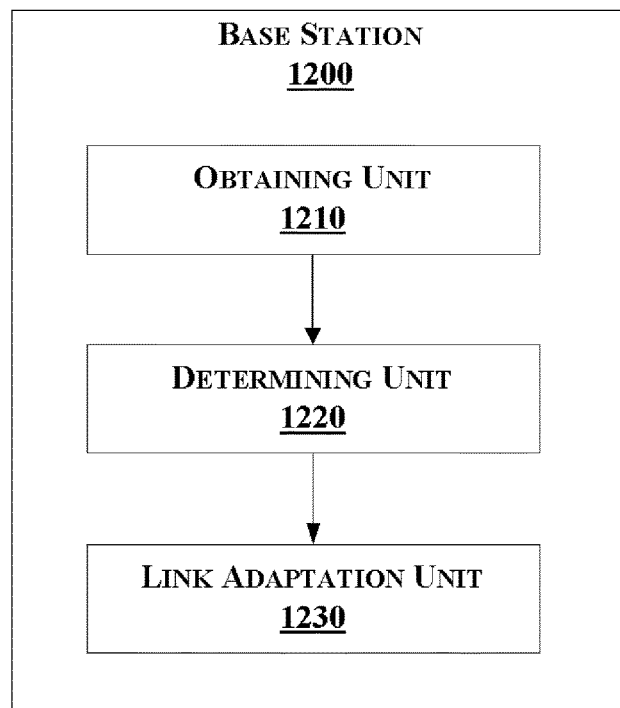 BASE STATION
1200
OBTAINING UNIT
1210
DETERMINING UNIT
1220
LINK ADAPTATION UNIT
1230